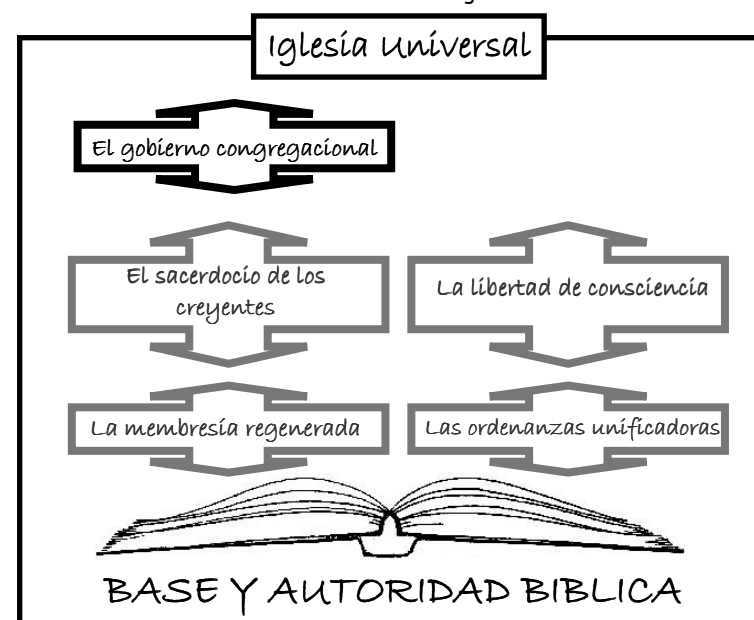 Iglesia Universal
El gobierno congregacional
El sacerdocio de los
creyentes
La libertad de consciencia
La membresía regenerada
Las ordenanzas unificadoras
BASE Y AUTORIDAD BIBLICA